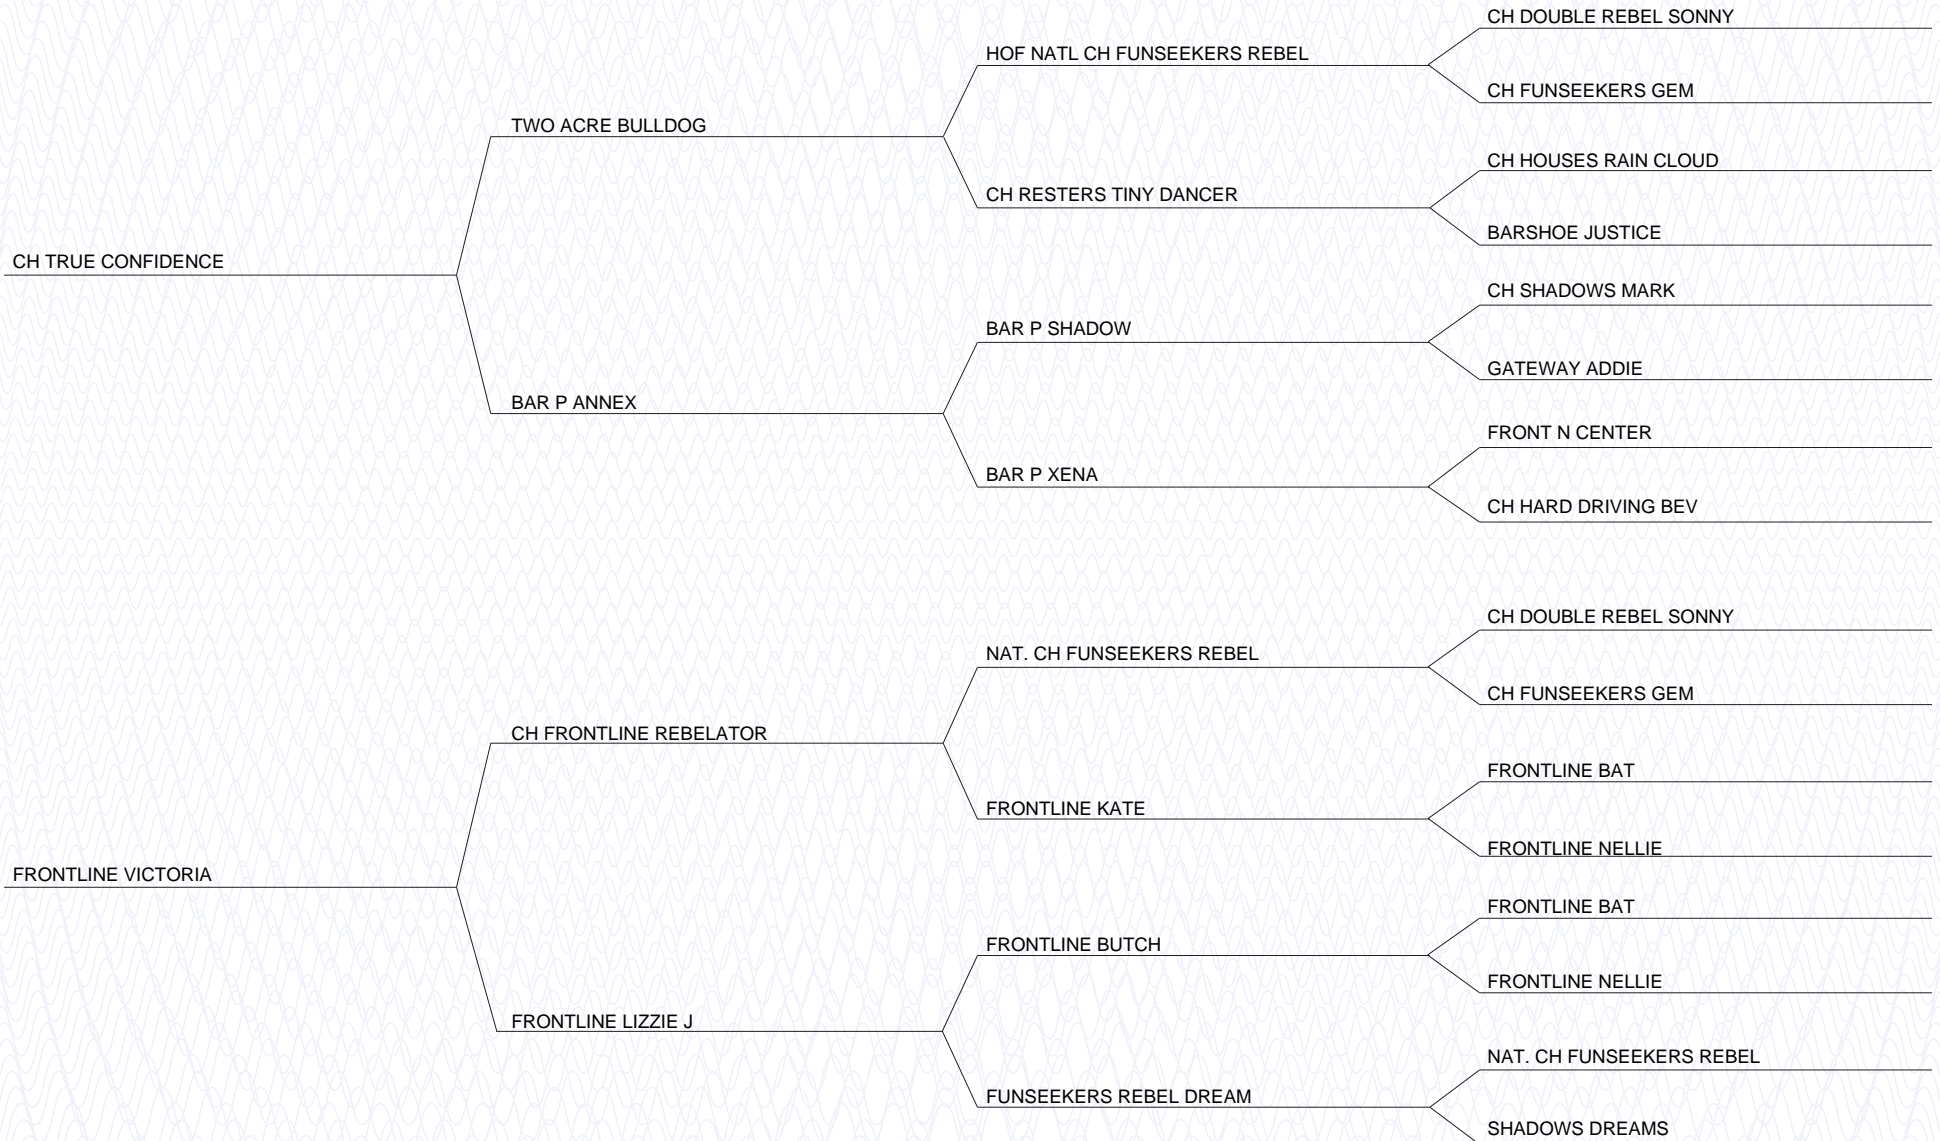 CH DOUBLE REBEL SONNY
HOF NATL CH FUNSEEKERS REBEL
CH FUNSEEKERS GEM
TWO ACRE BULLDOG
CH HOUSES RAIN CLOUD
CH RESTERS TINY DANCER
BARSHOE JUSTICE
CH TRUE CONFIDENCE
CH SHADOWS MARK
BAR P SHADOW
GATEWAY ADDIE
BAR P ANNEX
FRONT N CENTER
BAR P XENA
CH HARD DRIVING BEV
CH DOUBLE REBEL SONNY
NAT. CH FUNSEEKERS REBEL
CH FUNSEEKERS GEM
CH FRONTLINE REBELATOR
FRONTLINE BAT
FRONTLINE KATE
FRONTLINE NELLIE
FRONTLINE VICTORIA
FRONTLINE BAT
FRONTLINE BUTCH
FRONTLINE NELLIE
FRONTLINE LIZZIE J
NAT. CH FUNSEEKERS REBEL
FUNSEEKERS REBEL DREAM
SHADOWS DREAMS